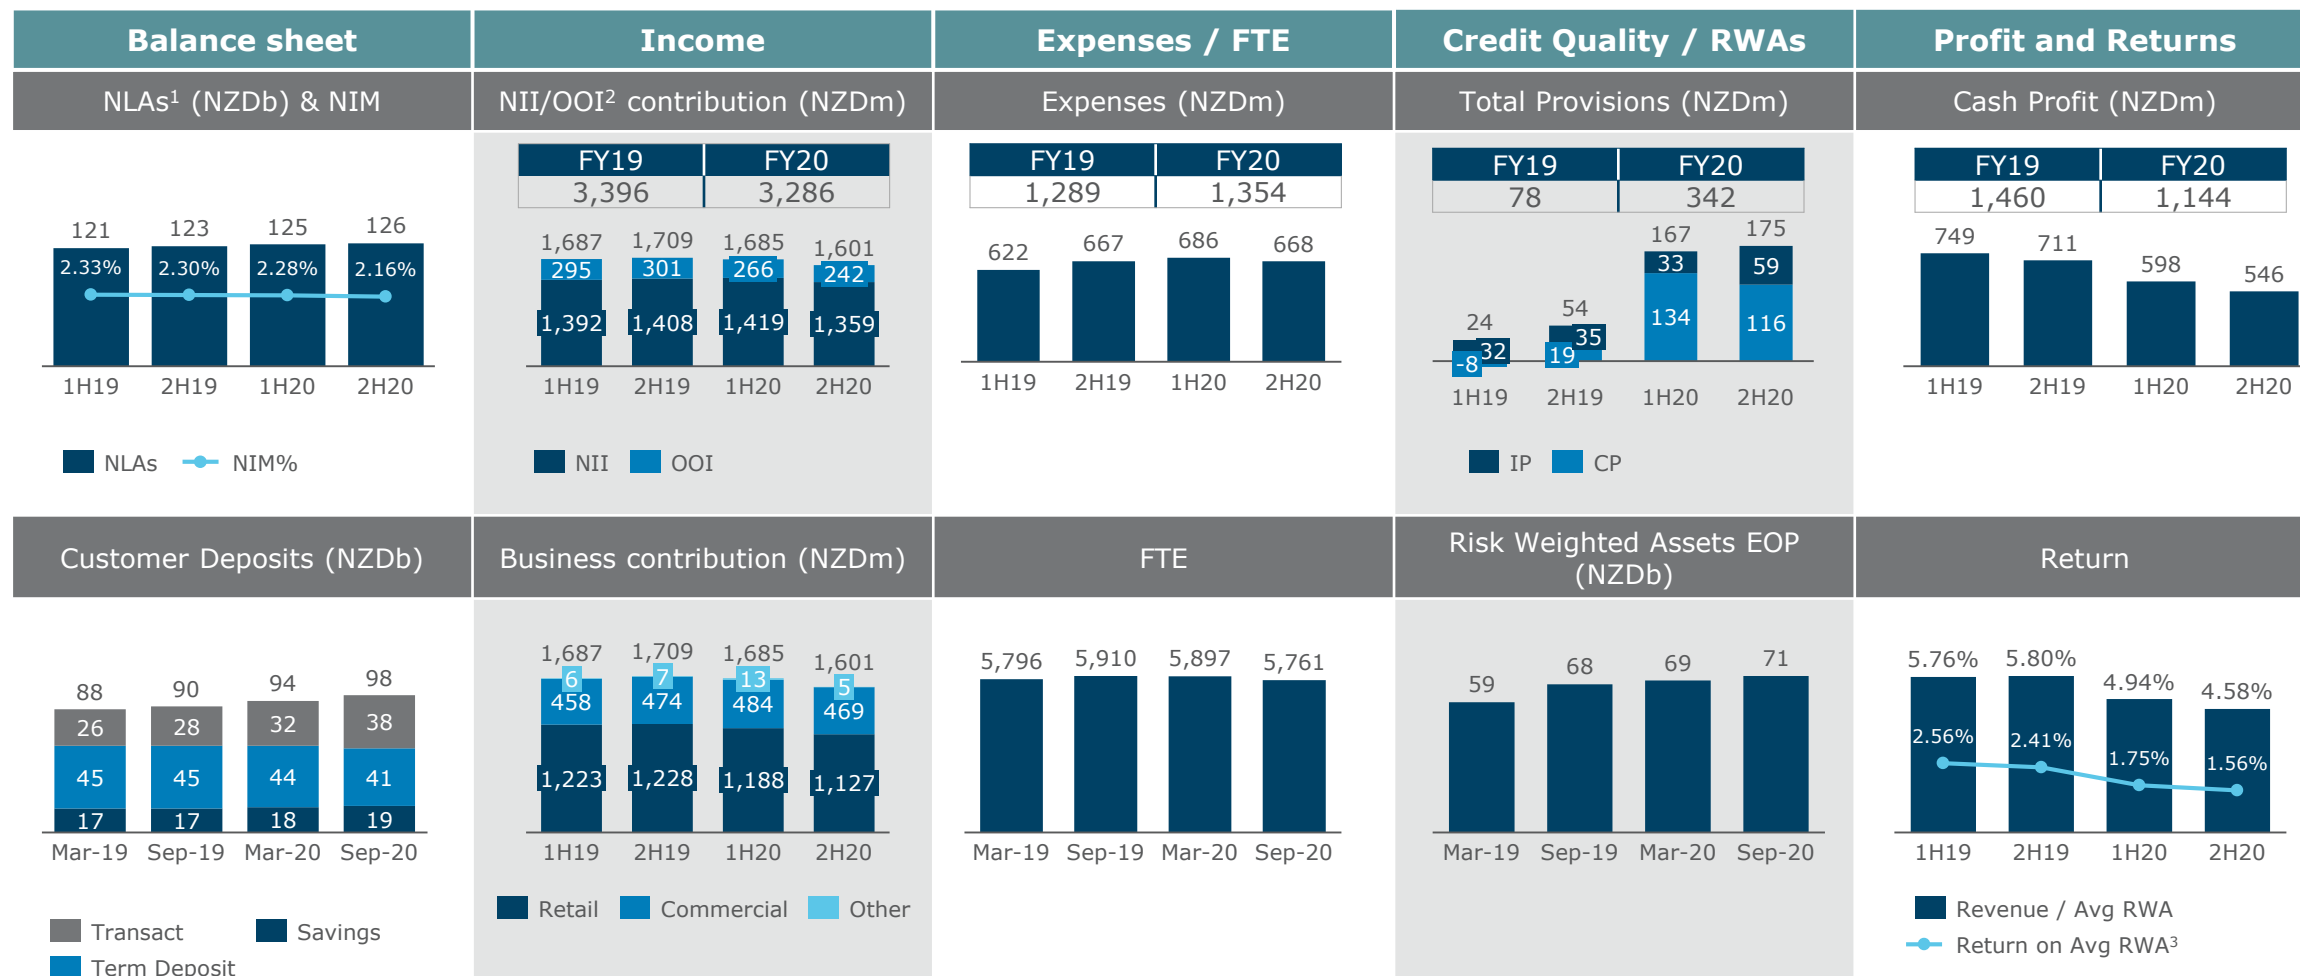 Balance sheet
Income
Expenses / FTE
Credit Quality / RWAs
Profit and Returns
NLAs¹ (NZDb) & NIM
NII/OOI² contribution (NZDm)
Expenses (NZDm)
Total Provisions (NZDm)
Cash Profit (NZDm)
121 123 125 126
2.33% 2.30% 2.28% 2.16%
1H19 2H19 1H20 2H20
NLAs NIM%
FY19 FY20
3,396 3,286
1,687 1,709 1,685 1,601
295 301 266 242
1,392 1,408 1,419 1,359
1H19 2H19 1H20 2H20
NII OOI
FY19 FY20
1,289 1,354
622 667 686 668
1H19 2H19 1H20 2H20
FY19 FY20
78 342
24 54 167 175
32 35 33 59
-8 19 134 116
1H19 2H19 1H20 2H20
IP CP
FY19 FY20
1,460 1,144
749 711 598 546
1H19 2H19 1H20 2H20
Customer Deposits (NZDb)
Business contribution (NZDm)
FTE
Risk Weighted Assets EOP
(NZDb)
Return
88 90 94 98
26 28 32 38
45 45 44 41
17 17 18 19
Mar-19 Sep-19 Mar-20 Sep-20
Transact Savings
Term Deposit
1,687 1,709 1,685 1,601
6 7 13 5
458 474 484 469
1,223 1,228 1,188 1,127
1H19 2H19 1H20 2H20
Retail Commercial Other
5,796 5,910 5,897 5,761
Mar-19 Sep-19 Mar-20 Sep-20
59 68 69 71
Mar-19 Sep-19 Mar-20 Sep-20
5.76% 5.80% 4.94% 4.58%
2.56% 2.41% 1.75% 1.56%
1H19 2H19 1H20 2H20
Revenue / Avg RWA
Return on Avg RWA³